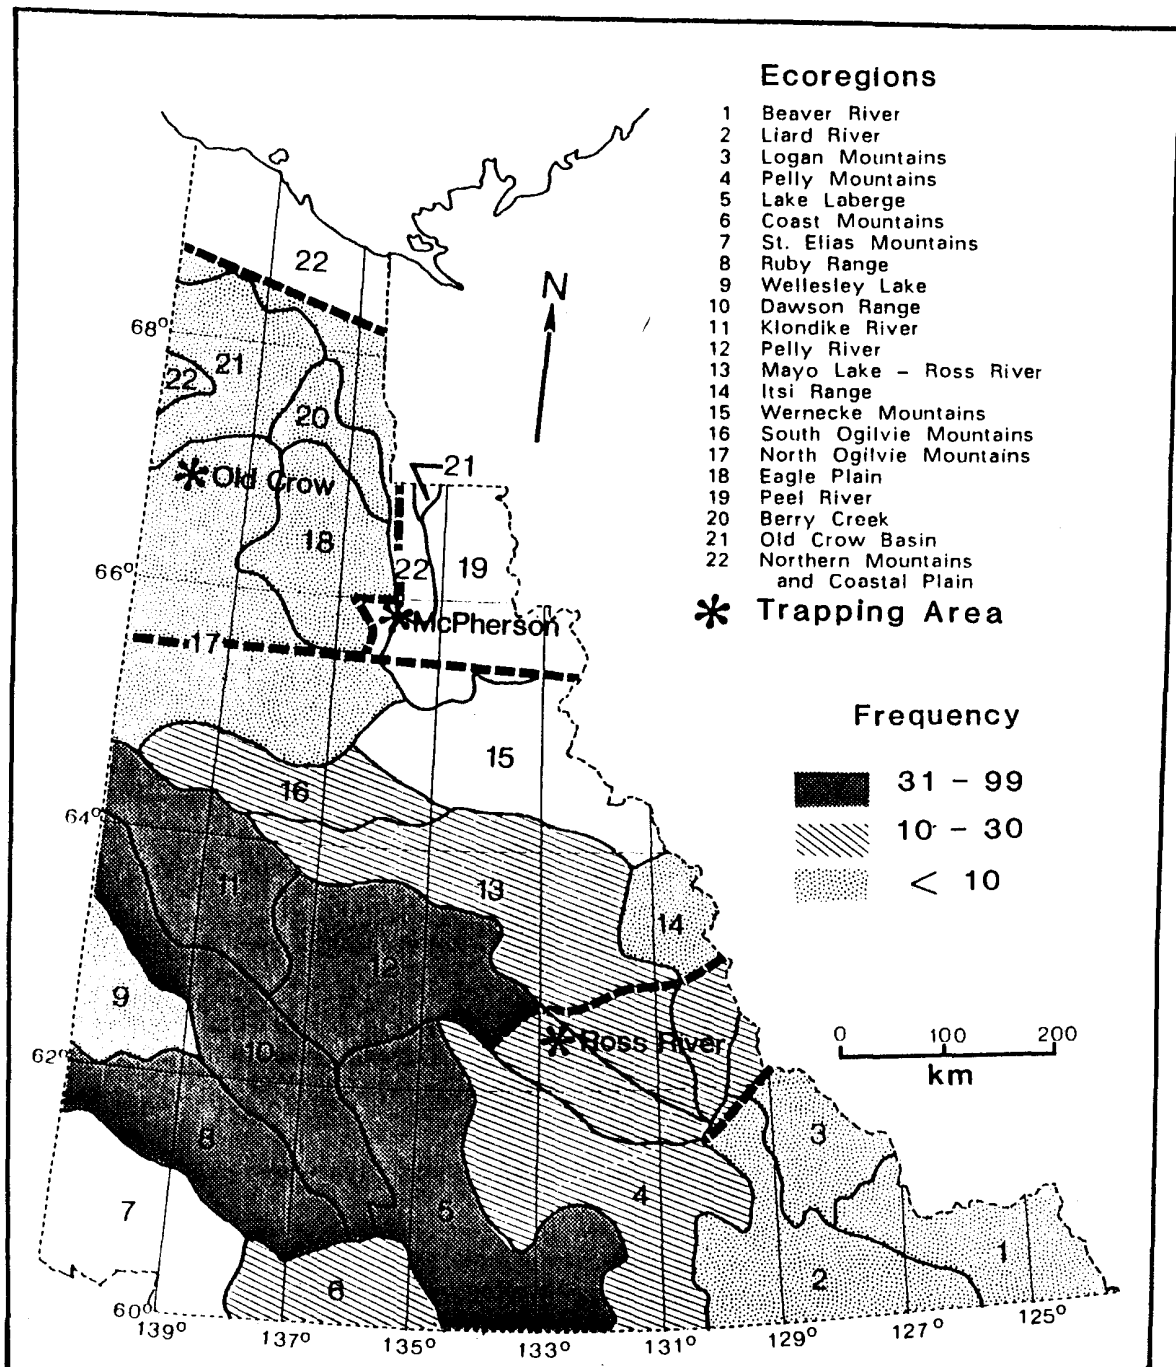 Ecoregions
1 Beaver River
2 Liard River
3 Logan Mountains
4 Pelly Mountains
5 Lake Laberge
6 Coast Mountains
7 St. Elias Mountains
8 Ruby Range
9 Wellesley Lake
10 Dawson Range
11 Klondike River
12 Pelly River
13 Mayo Lake - Ross River
14 Itsi Range
15 Wernecke Mountains
16 South Ogilvie Mountains
17 North Ogilvie Mountains
18 Eagle Plain
19 Peel River
20 Berry Creek
21 Old Crow Basin
22 Northern Mountains
and Coastal Plain
Trapping Area
Frequency
31 - 99
10 - 30
< 10
0 100 200
km
N
22
68°
21
22
20
Old Crow
21
18
66°
22
19
McPherson
17
15
16
64°
11
13
14
12
9
10
Ross River
62°
8
3
7
5
4
1
2
6
60°
139°
137°
135°
133°
131°
129°
127°
125°